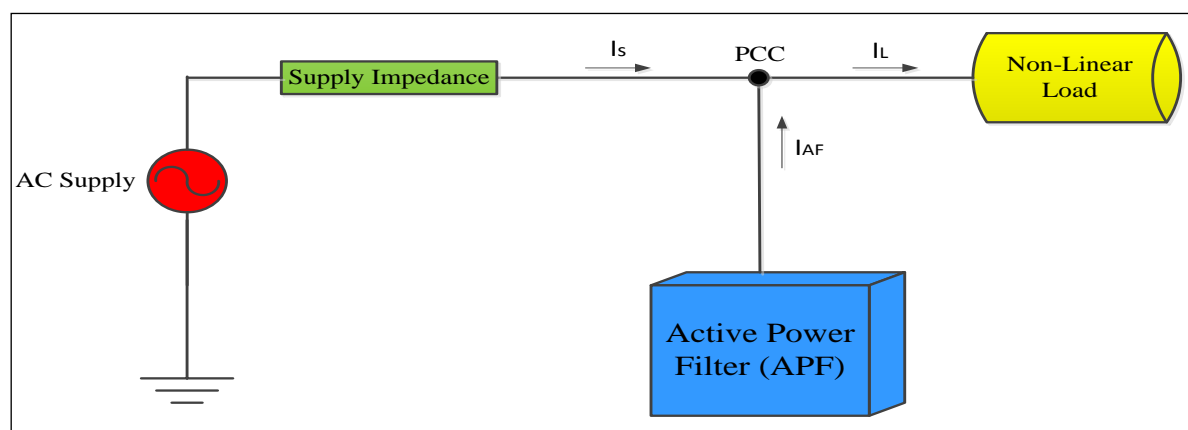 Is
PCC
IL
Supply Impedance
Non-Linear
Load
IAF
AC Supply
Active Power
Filter (APF)